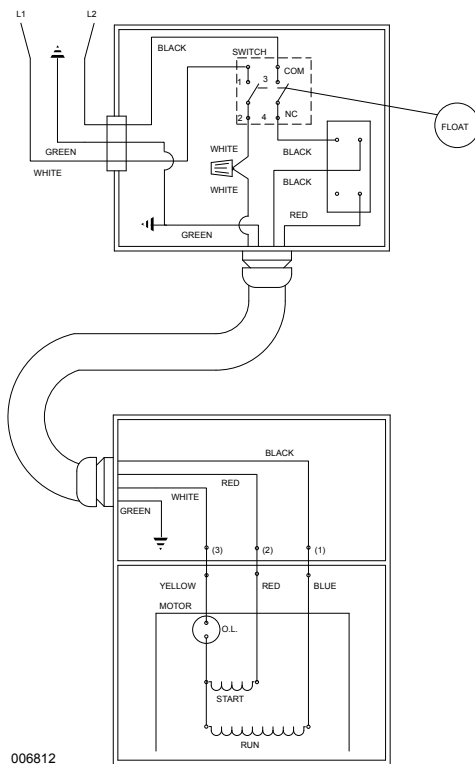 L1
L2
BLACK
SWITCH
COM
1
3
2
4
NC
FLOAT
GREEN
WHITE
WHITE
WHITE
BLACK
BLACK
RED
GREEN
BLACK
RED
WHITE
GREEN
(3)
(2)
(1)
YELLOW
RED
BLUE
MOTOR
O.L.
START
RUN
006812